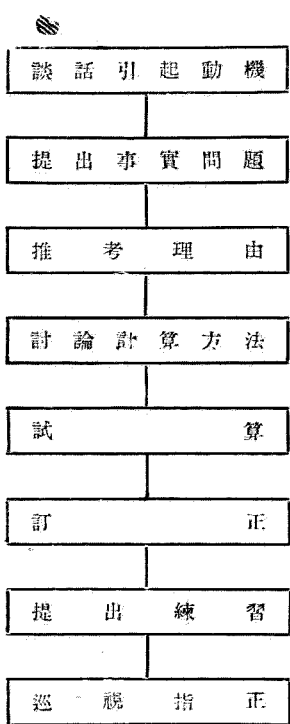 談話引起動機
提出事實問題
推考理由
討論計算方法
試算
訂正
提出練習
巡視指正